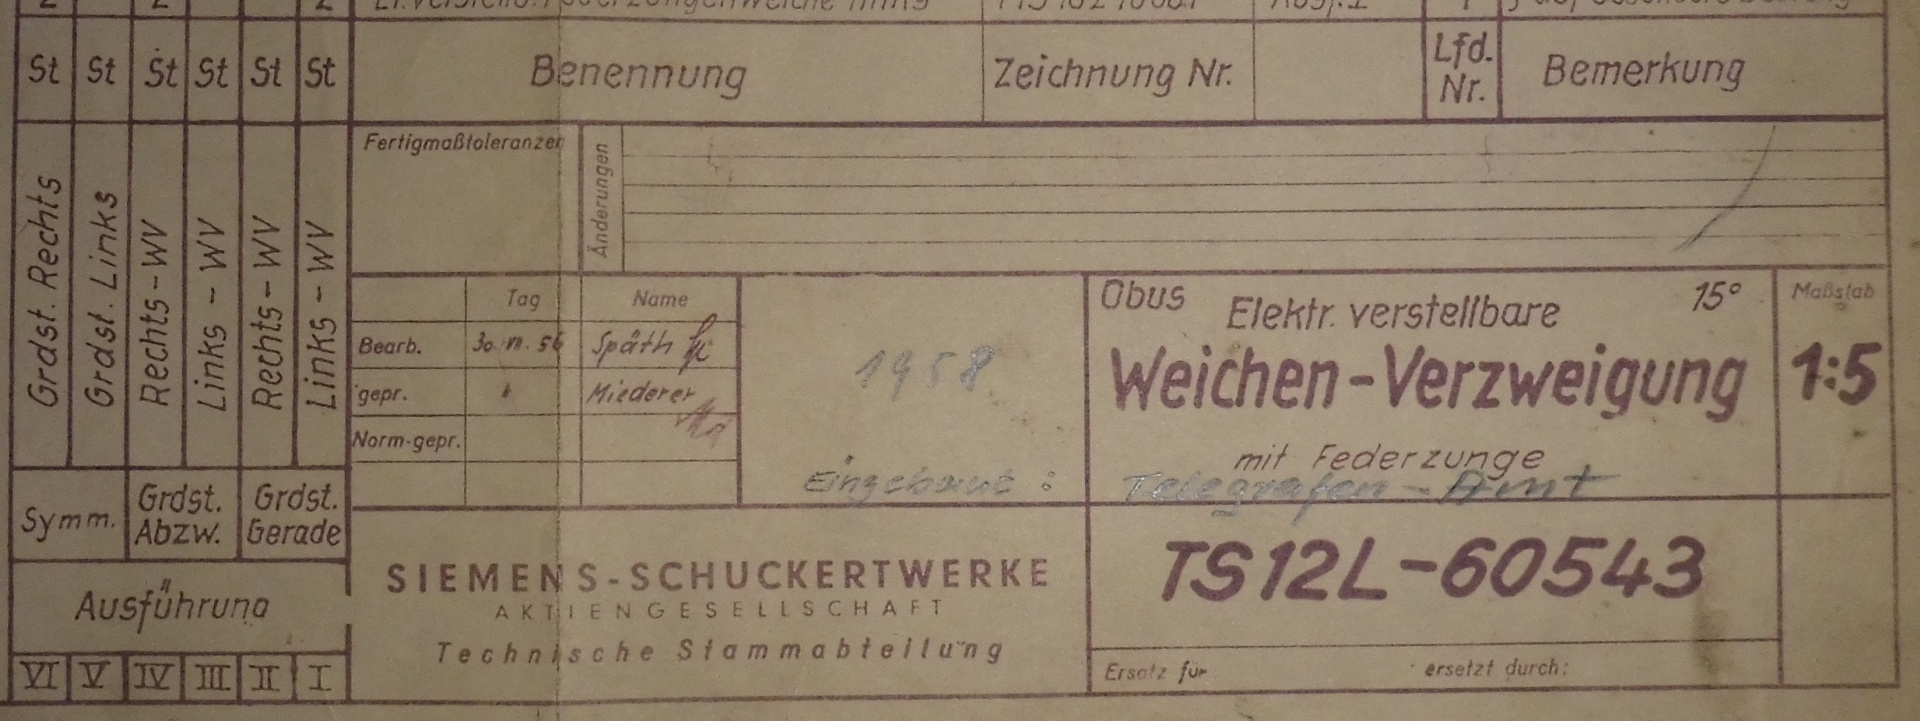 St St St St St St Benennung Zeichnung Nr. Lfd. Nr. Bemerkung
Fertigmaßtoleranzen
Änderungen
Grdst. Rechts
Grdst. Links
Rechts-WV
Links - WV
Rechts - WV
Links - WV
Tag Name
Bearb. 30. VII. 56 Späth
gepr. " Miederer
Norm-gepr.
1958
Eingebaut : Telegrafen-Amt
Obus Elektr. verstellbare 15°
Weichen-Verzweigung
mit Federzunge
Maßstab
1:5
Symm. Grdst. Abzw. Grdst. Gerade
Ausführung
VI V IV III II I
SIEMENS-SCHUCKERTWERKE
AKTIENGESELLSCHAFT
Technische Stammabteilung
TS12L-60543
Ersatz für ersetzt durch: